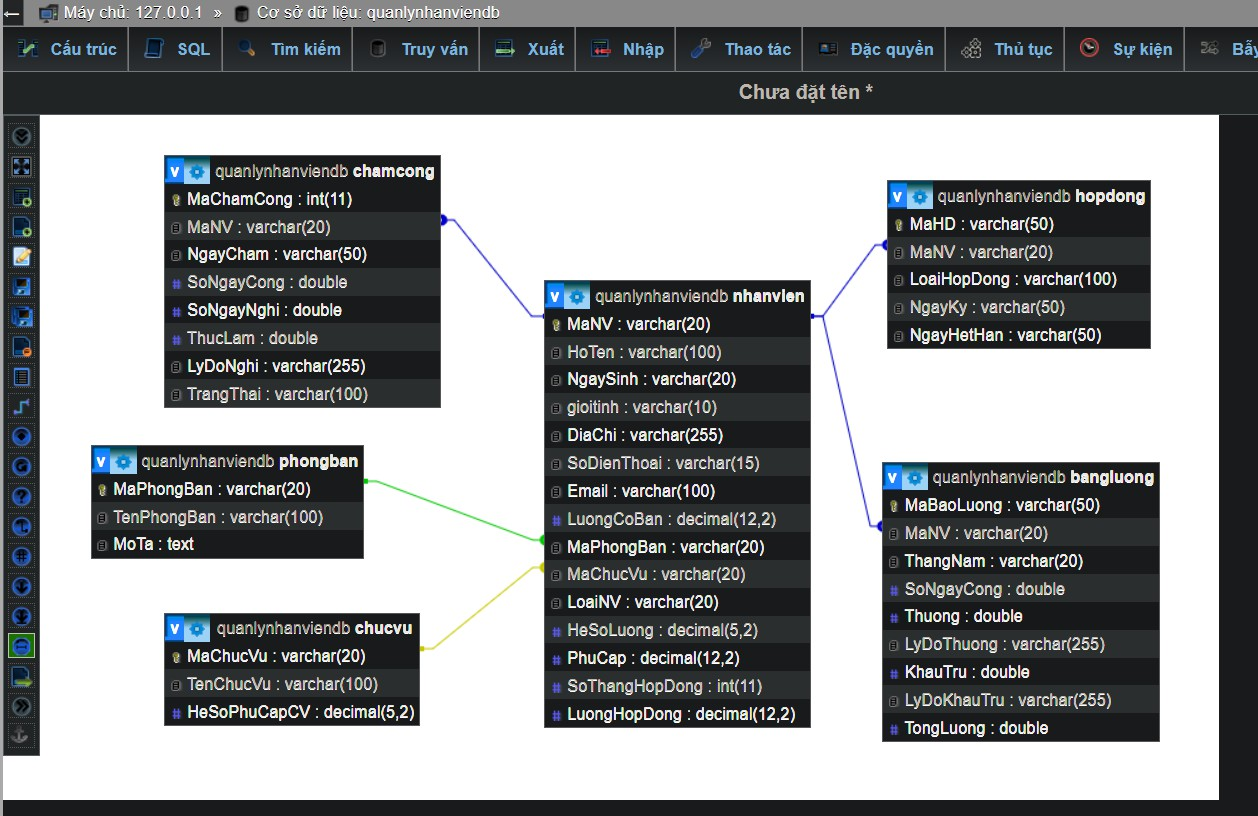 Máy chủ: 127.0.0.1 » Cơ sở dữ liệu: quanlynhanviendb
Cấu trúc SQL Tìm kiếm Truy vấn Xuất Nhập Thao tác Đặc quyền Thủ tục Sự kiện Bẫy
Chưa đặt tên *
v quanlynhanviendb chamcong
MaChamCong : int(11)
MaNV : varchar(20)
NgayCham : varchar(50)
# SoNgayCong : double
# SoNgayNghi : double
# ThucLam : double
LyDoNghi : varchar(255)
TrangThai : varchar(100)
v quanlynhanviendb phongban
MaPhongBan : varchar(20)
TenPhongBan : varchar(100)
MoTa : text
v quanlynhanviendb chucvu
MaChucVu : varchar(20)
TenChucVu : varchar(100)
# HeSoPhuCapCV : decimal(5,2)
v quanlynhanviendb nhanvien
MaNV : varchar(20)
HoTen : varchar(100)
NgaySinh : varchar(20)
gioitinh : varchar(10)
DiaChi : varchar(255)
SoDienThoai : varchar(15)
Email : varchar(100)
# LuongCoBan : decimal(12,2)
MaPhongBan : varchar(20)
MaChucVu : varchar(20)
LoaiNV : varchar(20)
# HeSoLuong : decimal(5,2)
# PhuCap : decimal(12,2)
# SoThangHopDong : int(11)
# LuongHopDong : decimal(12,2)
v quanlynhanviendb hopdong
MaHD : varchar(50)
MaNV : varchar(20)
LoaiHopDong : varchar(100)
NgayKy : varchar(50)
NgayHetHan : varchar(50)
v quanlynhanviendb bangluong
MaBaoLuong : varchar(50)
MaNV : varchar(20)
ThangNam : varchar(20)
# SoNgayCong : double
# Thuong : double
LyDoThuong : varchar(255)
# KhauTru : double
LyDoKhauTru : varchar(255)
# TongLuong : double